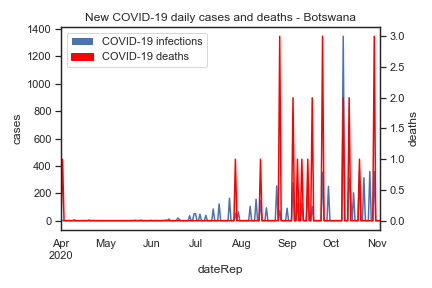 New COVID-19 daily cases and deaths - Botswana
COVID-19 infections
COVID-19 deaths
cases
1400
1200
1000
800
600
400
200
0
deaths
3.0
2.5
2.0
1.5
1.0
0.5
0.0
Apr May Jun Jul Aug Sep Oct Nov
2020
dateRep